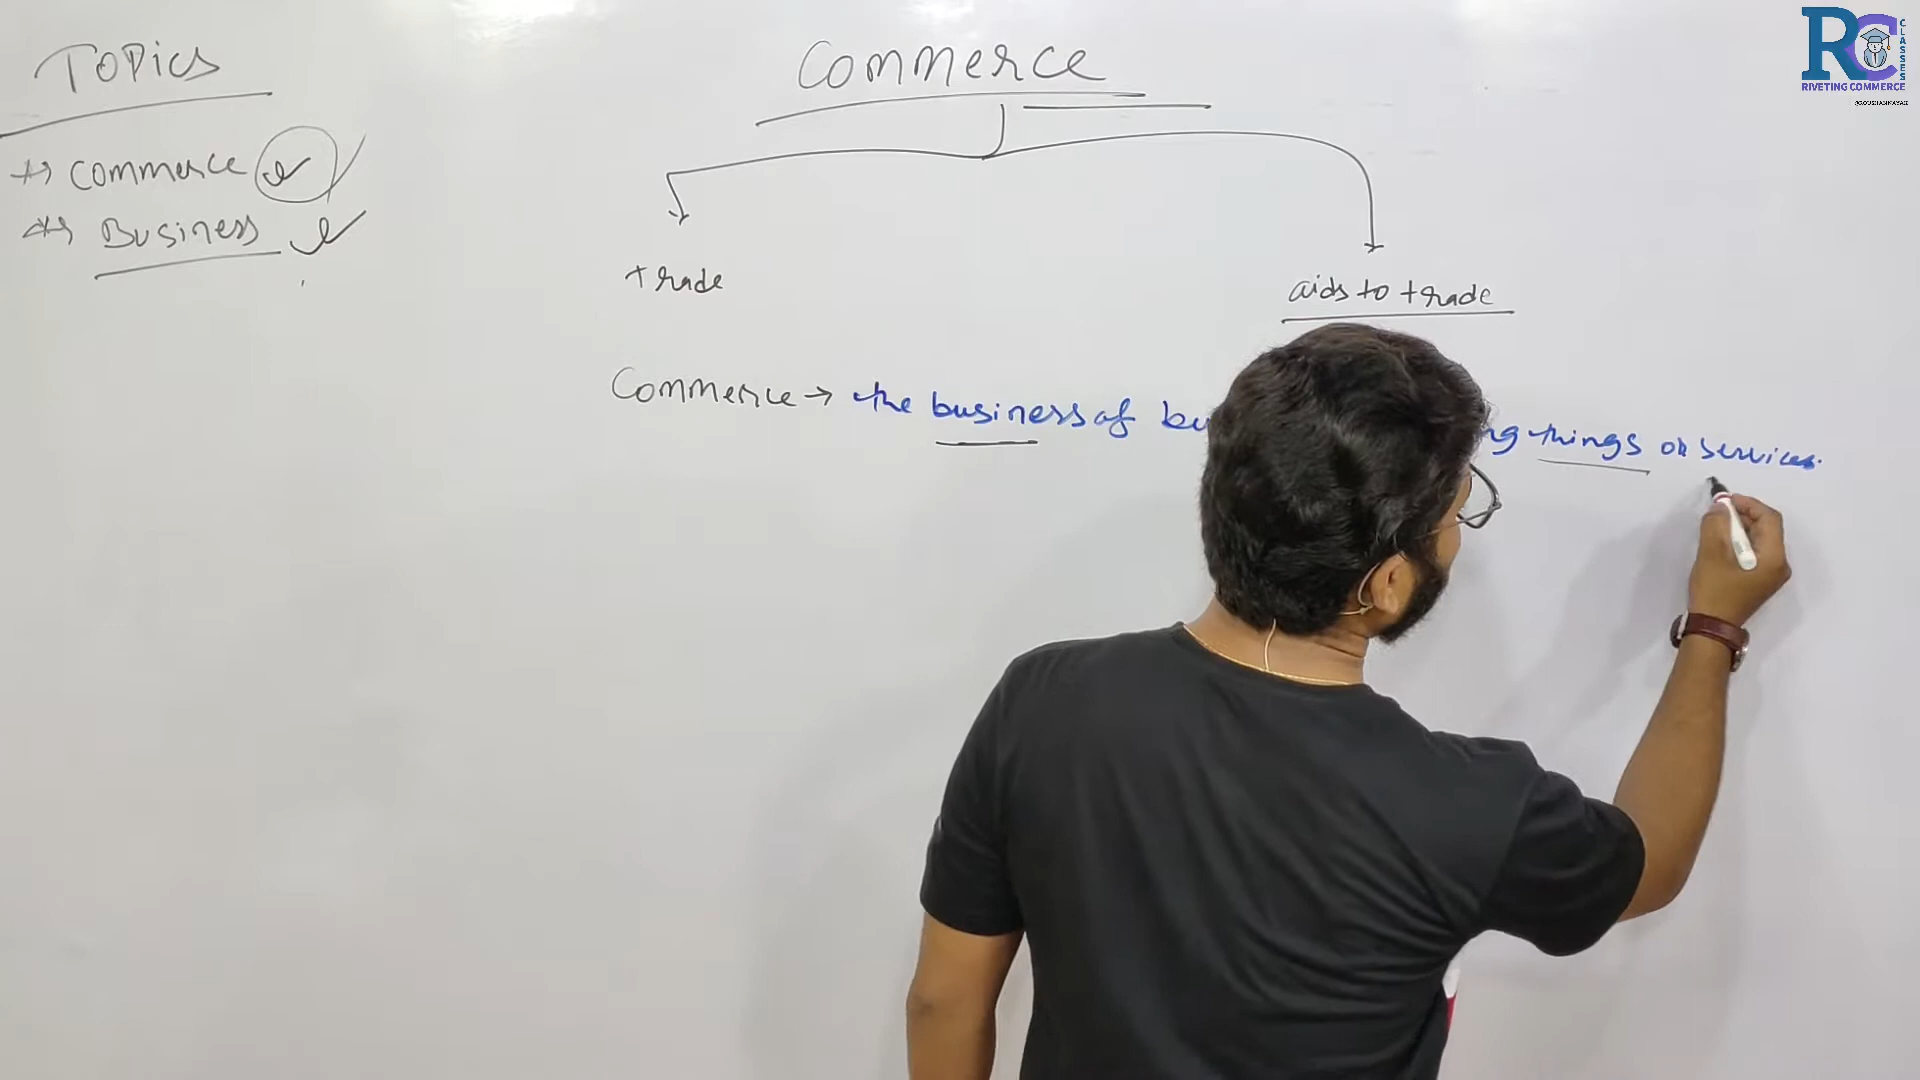 Topics
Commerce
Business
Commerce
trade
aids to trade
Commerce → the business of things or services.
RC CLASSES
RIVETING COMMERCE